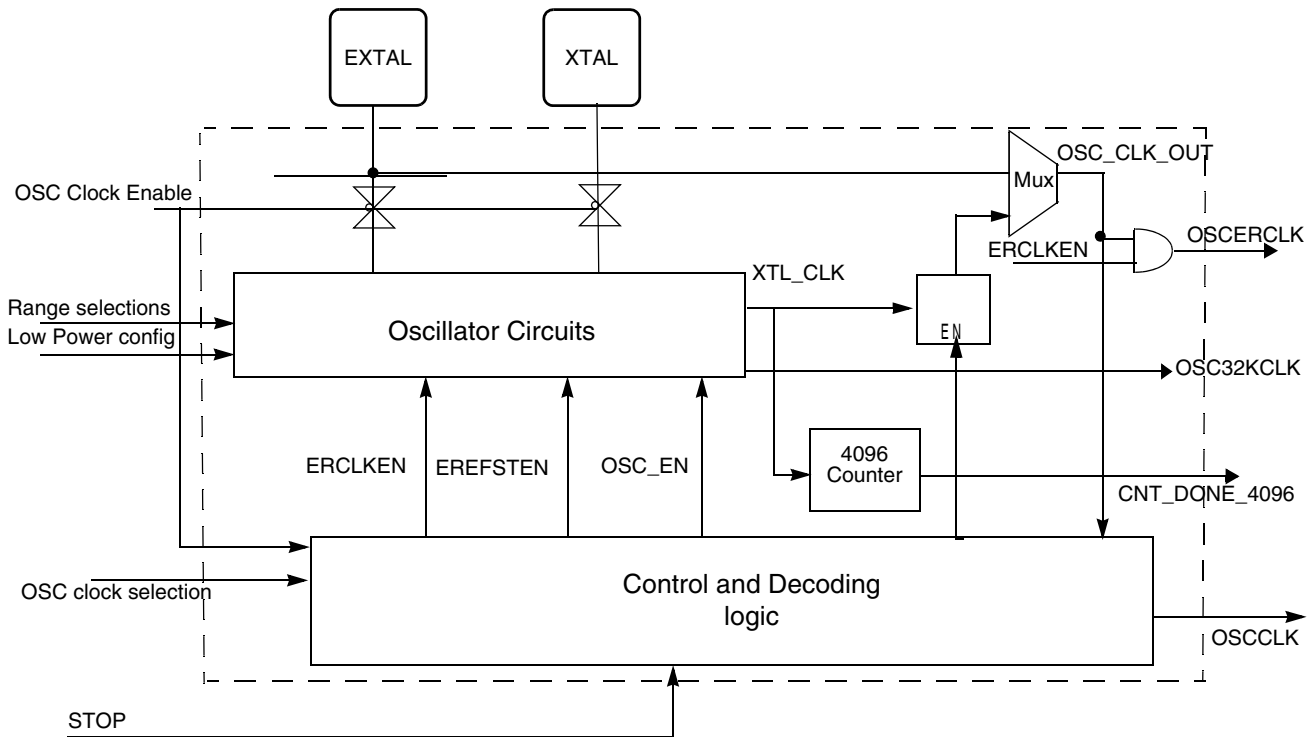 EXTAL
XTAL
OSC_CLK_OUT
Mux
OSC Clock Enable
OSCERCLK
ERCLKEN
XTL_CLK
Range selections
Oscillator Circuits
EN
Low Power config
OSC32KCLK
4096
Counter
ERCLKEN
EREFSTEN
OSC_EN
CNT_DONE_4096
Control and Decoding
logic
OSC clock selection
OSCCLK
STOP